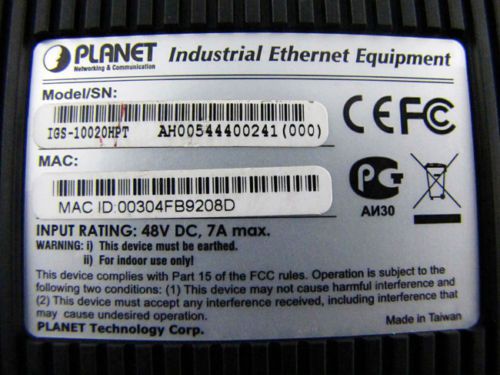 PLANET
Networking & Communication
Industrial Ethernet Equipment
Model/SN:
IGS-10020HPT AH00544400241(000)
CE FC
MAC:
MAC ID:00304FB9208D
PG
АИ30
INPUT RATING: 48V DC, 7A max.
WARNING: i) This device must be earthed.
ii) For indoor use only!
This device complies with Part 15 of the FCC rules. Operation is subject to the
following two conditions: (1) This device may not cause harmful interference and
(2) This device must accept any interference received, including interference that
may cause undesired operation.
PLANET Technology Corp.
Made in Taiwan